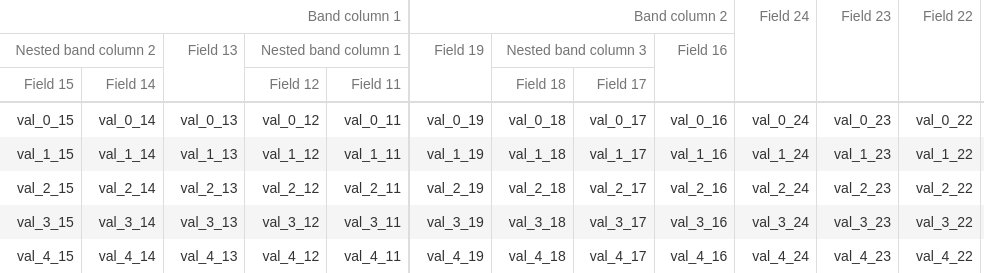 Band column 1 Band column 2 Field 24 Field 23 Field 22
Nested band column 2 Field 13 Nested band column 1 Field 19 Nested band column 3 Field 16
Field 15 Field 14 Field 12 Field 11 Field 18 Field 17
val_0_15 val_0_14 val_0_13 val_0_12 val_0_11 val_0_19 val_0_18 val_0_17 val_0_16 val_0_24 val_0_23 val_0_22
val_1_15 val_1_14 val_1_13 val_1_12 val_1_11 val_1_19 val_1_18 val_1_17 val_1_16 val_1_24 val_1_23 val_1_22
val_2_15 val_2_14 val_2_13 val_2_12 val_2_11 val_2_19 val_2_18 val_2_17 val_2_16 val_2_24 val_2_23 val_2_22
val_3_15 val_3_14 val_3_13 val_3_12 val_3_11 val_3_19 val_3_18 val_3_17 val_3_16 val_3_24 val_3_23 val_3_22
val_4_15 val_4_14 val_4_13 val_4_12 val_4_11 val_4_19 val_4_18 val_4_17 val_4_16 val_4_24 val_4_23 val_4_22